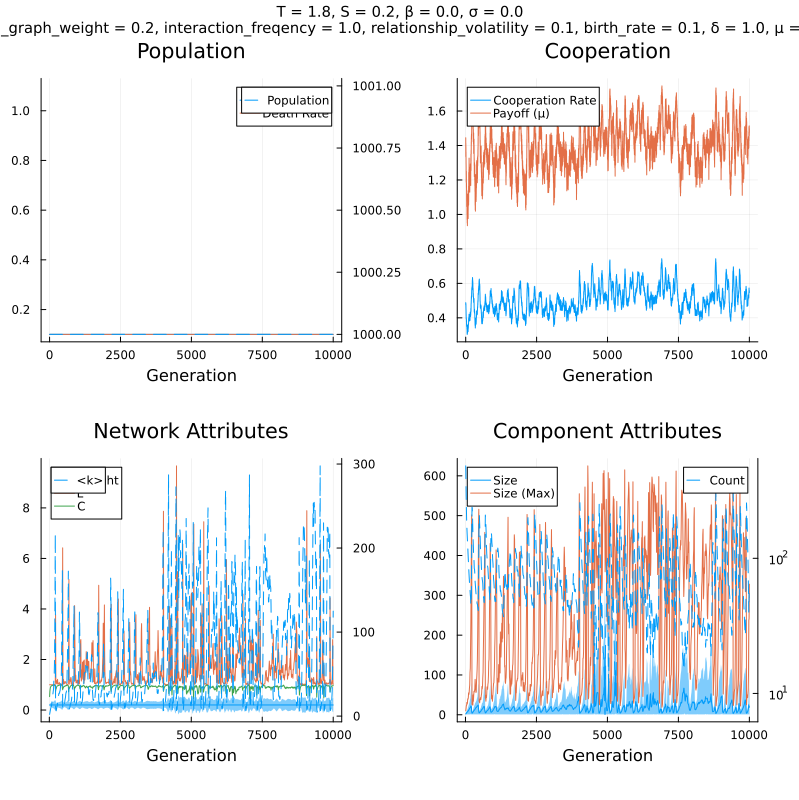 T = 1.8, S = 0.2, β = 0.0, σ = 0.0
_graph_weight = 0.2, interaction_freqency = 1.0, relationship_volatility = 0.1, birth_rate = 0.1, δ = 1.0, μ =
Population
Cooperation
Population
Death Rate
1.0
0.8
0.6
0.4
0.2
1001.00
1000.75
1000.50
1000.25
1000.00
0
2500
5000
7500
10000
Generation
Cooperation Rate
Payoff (μ)
1.6
1.4
1.2
1.0
0.8
0.6
0.4
0
2500
5000
7500
10000
Generation
Network Attributes
Component Attributes
<k>
ht
C
8
6
4
2
0
300
200
100
0
0
2500
5000
7500
10000
Generation
Size
Size (Max)
Count
600
500
400
300
200
100
0
10²
10¹
0
2500
5000
7500
10000
Generation